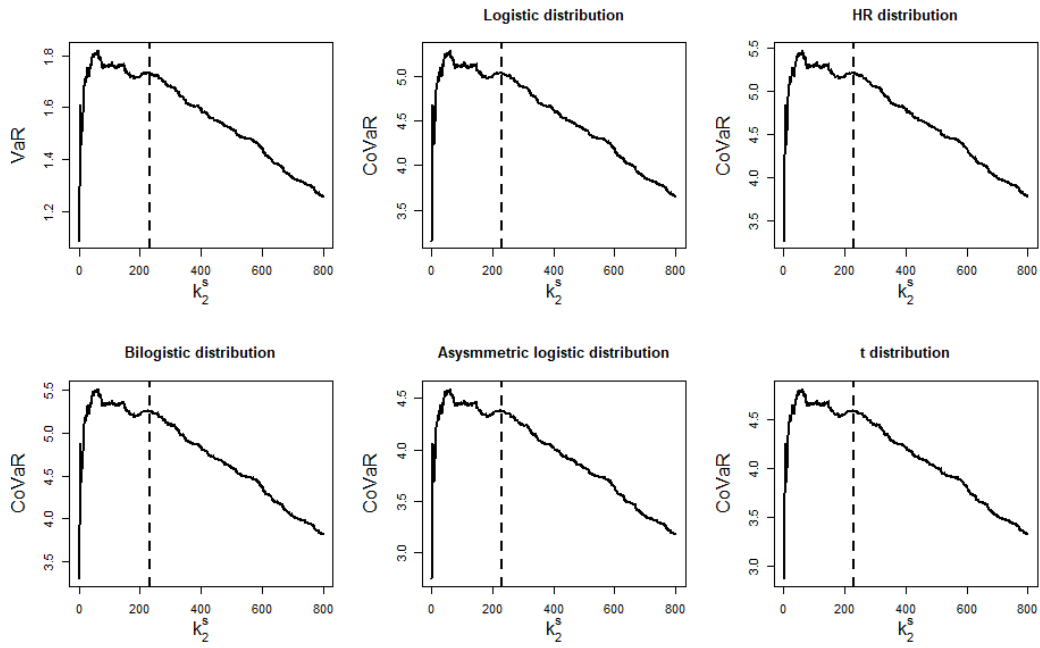 Logistic distribution
HR distribution
VaR
1.2 1.4 1.6 1.8
0 200 400 600 800
k₂ˢ
CoVaR
3.5 4.0 4.5 5.0
0 200 400 600 800
k₂ˢ
CoVaR
3.5 4.0 4.5 5.0 5.5
0 200 400 600 800
k₂ˢ
Bilogistic distribution
Asysmmetric logistic distribution
t distribution
CoVaR
3.5 4.0 4.5 5.0 5.5
0 200 400 600 800
k₂ˢ
CoVaR
3.0 3.5 4.0 4.5
0 200 400 600 800
k₂ˢ
CoVaR
3.0 3.5 4.0 4.5
0 200 400 600 800
k₂ˢ